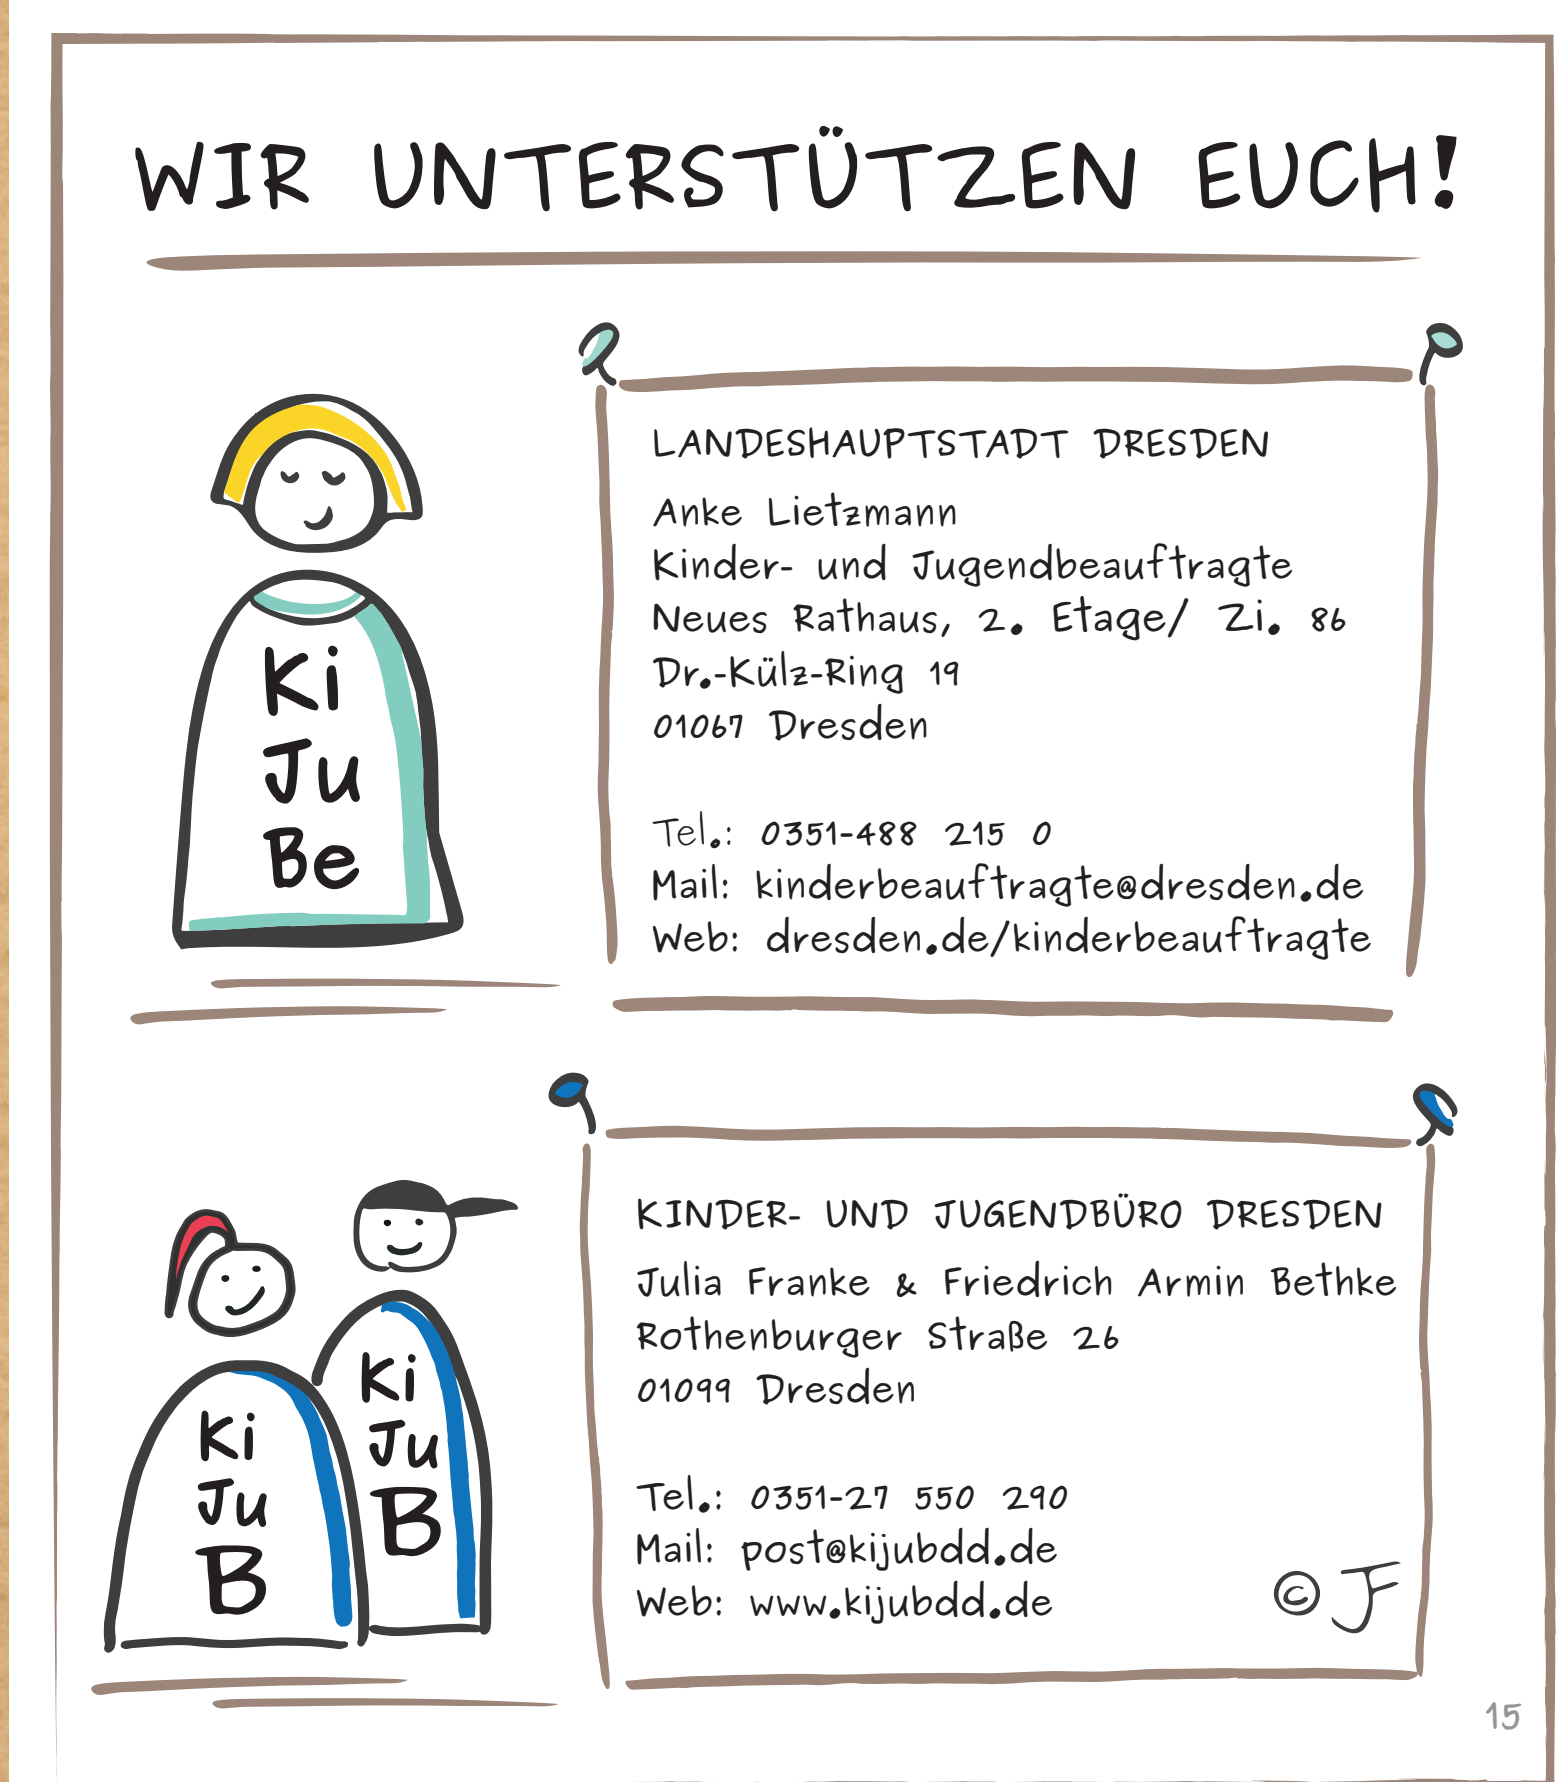 WIR UNTERSTÜTZEN EUCH!
Ki
Ju
Be
LANDESHAUPTSTADT DRESDEN
Anke Lietzmann
Kinder- und Jugendbeauftragte
Neues Rathaus, 2. Etage/ Zi. 86
Dr.-Külz-Ring 19
01067 Dresden
Tel.: 0351-488 215 0
Mail: kinderbeauftragte@dresden.de
Web: dresden.de/kinderbeauftragte
Ki
Ju
B
Ki
Ju
B
KINDER- UND JUGENDBÜRO DRESDEN
Julia Franke & Friedrich Armin Bethke
Rothenburger Straße 26
01099 Dresden
Tel.: 0351-27 550 290
Mail: post@kijubdd.de
Web: www.kijubdd.de
© JF
15